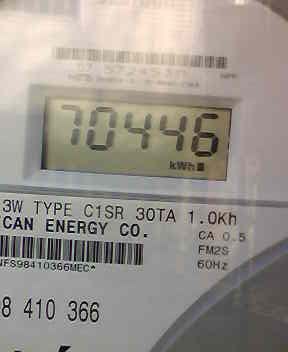 70446
kWh
3W TYPE C1SR 30TA 1.0Kh
CAN ENERGY CO.
CA 0.5
FM2S
NFS98410366MEC*
60Hz
8 410 366